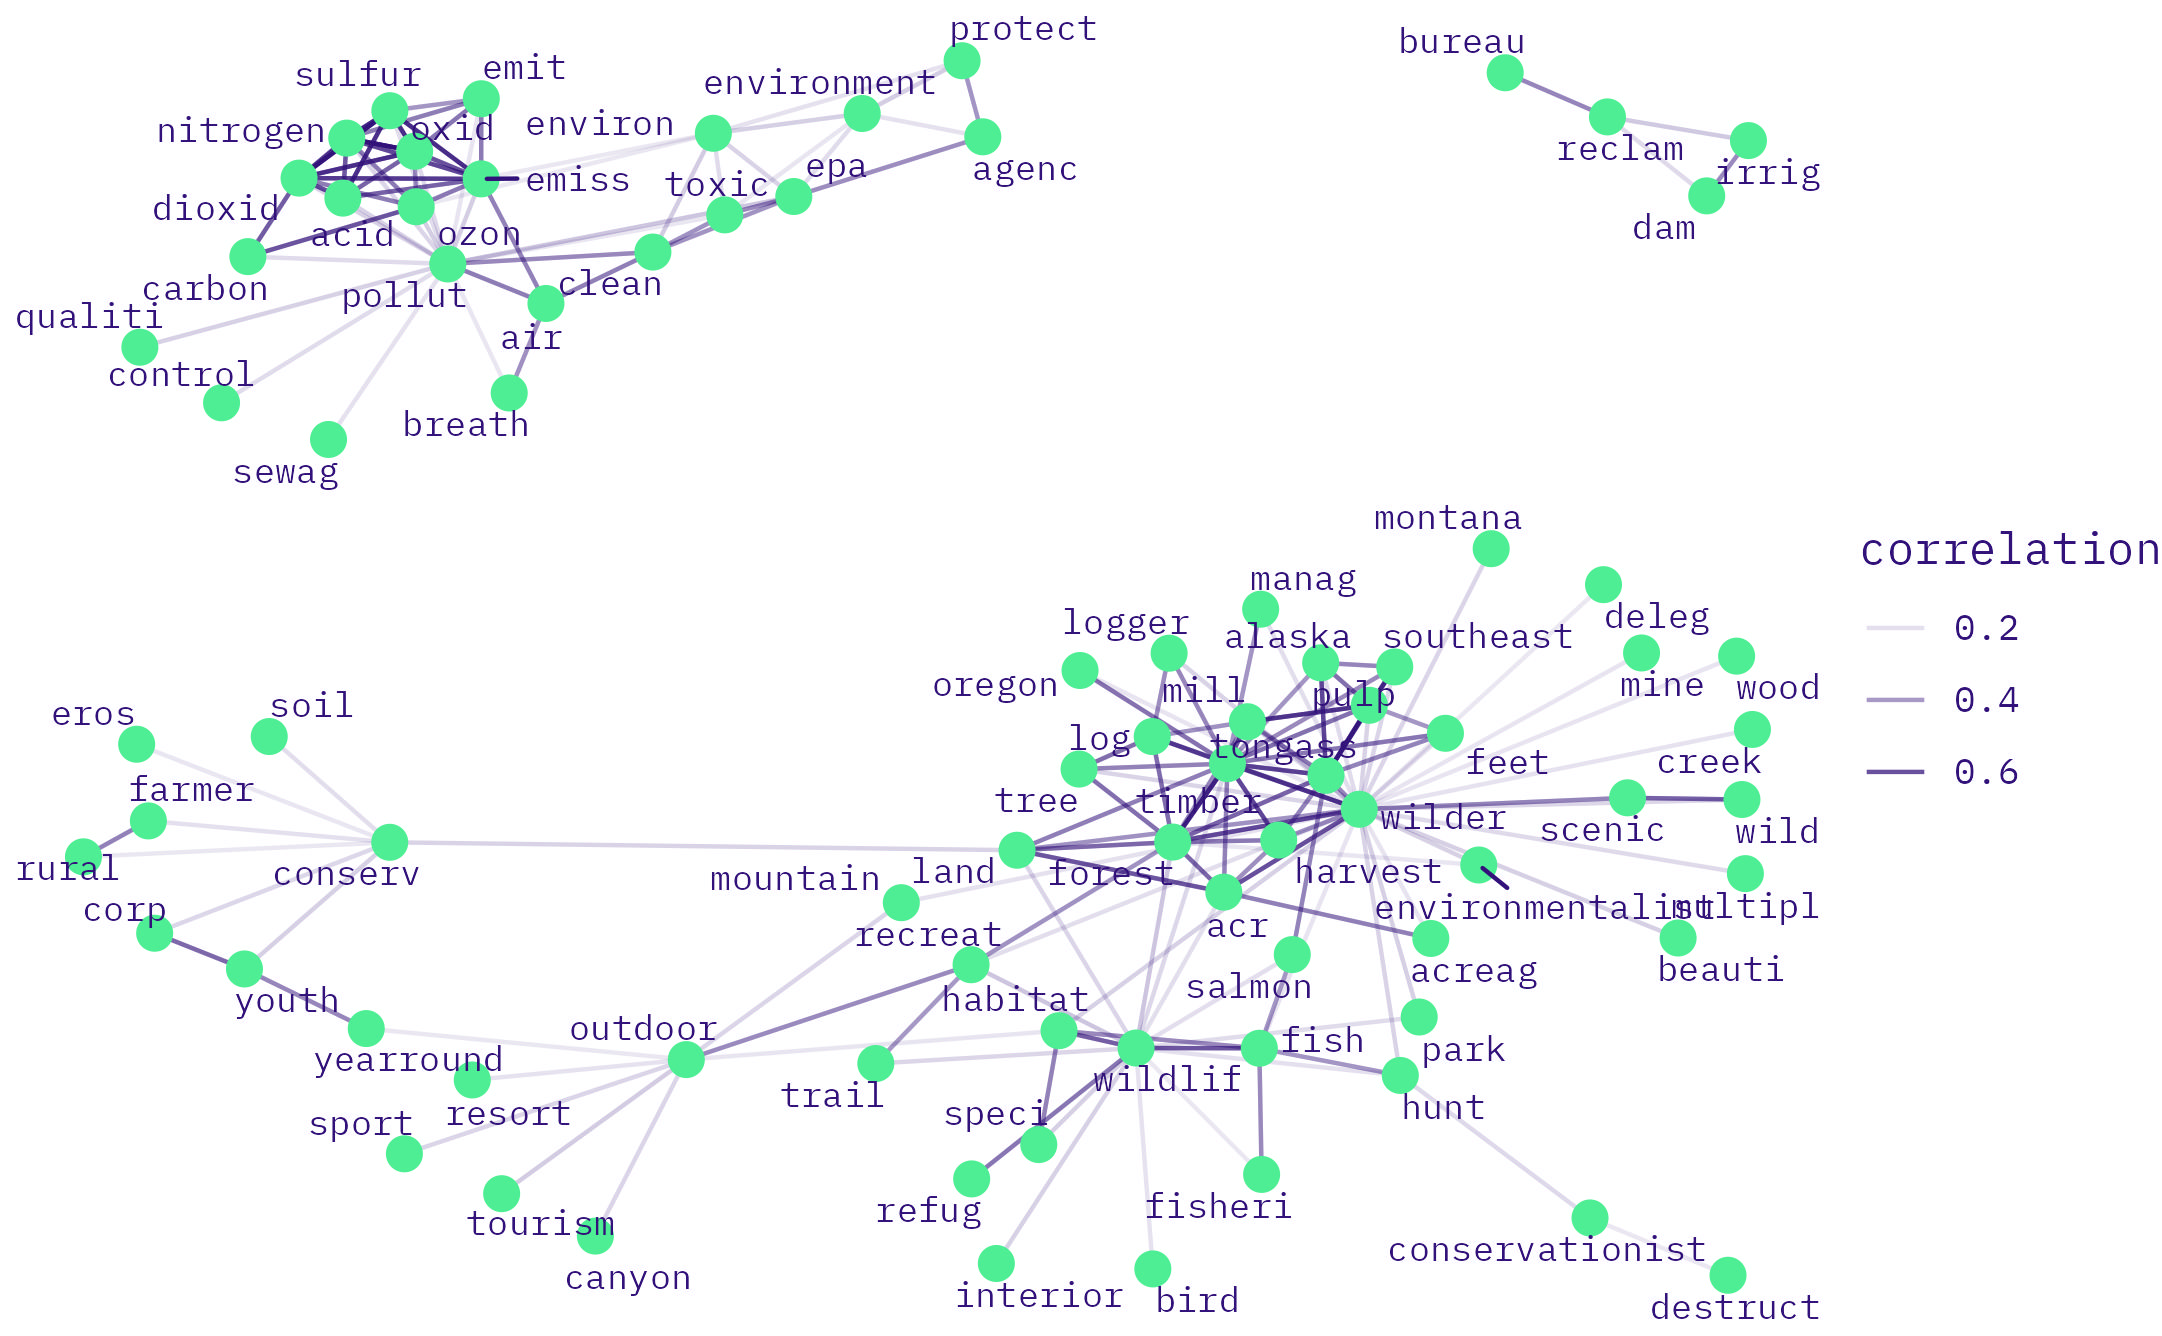 protect
bureau
sulfur
emit
environment
nitrogen
oxid
environ
reclam
epa
agenc
irrig
emiss
toxic
dioxid
acid
ozon
dam
carbon
pollut
clean
qualiti
air
control
breath
sewag
montana
correlation
manag
deleg
0.2
logger
alaska
southeast
oregon
mill
pulp
mine
wood
0.4
eros
soil
log
tongass
feet
creek
0.6
farmer
tree
timber
wilder
scenic
wild
rural
conserv
mountain
land
forest
harvest
corp
environmentalist
multipl
recreat
acr
acreag
beauti
youth
habitat
salmon
outdoor
yearround
fish
park
trail
wildlif
sport
resort
speci
hunt
tourism
refug
fisheri
canyon
conservationist
interior
bird
destruct